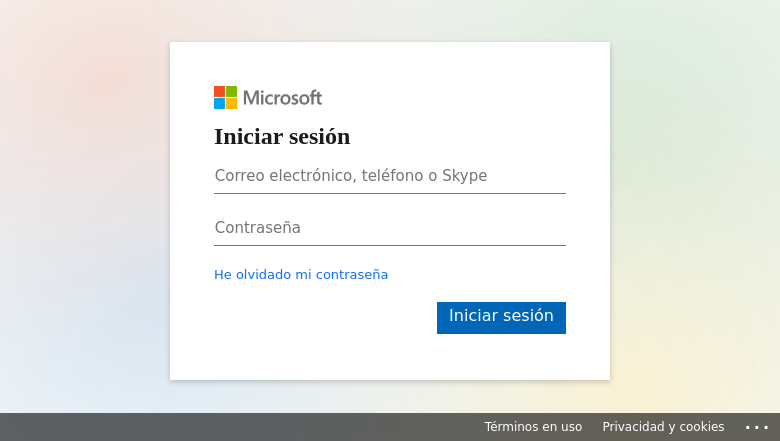 Microsoft
Iniciar sesión
Correo electrónico, teléfono o Skype
Contraseña
He olvidado mi contraseña
Iniciar sesión
Términos en uso Privacidad y cookies ...